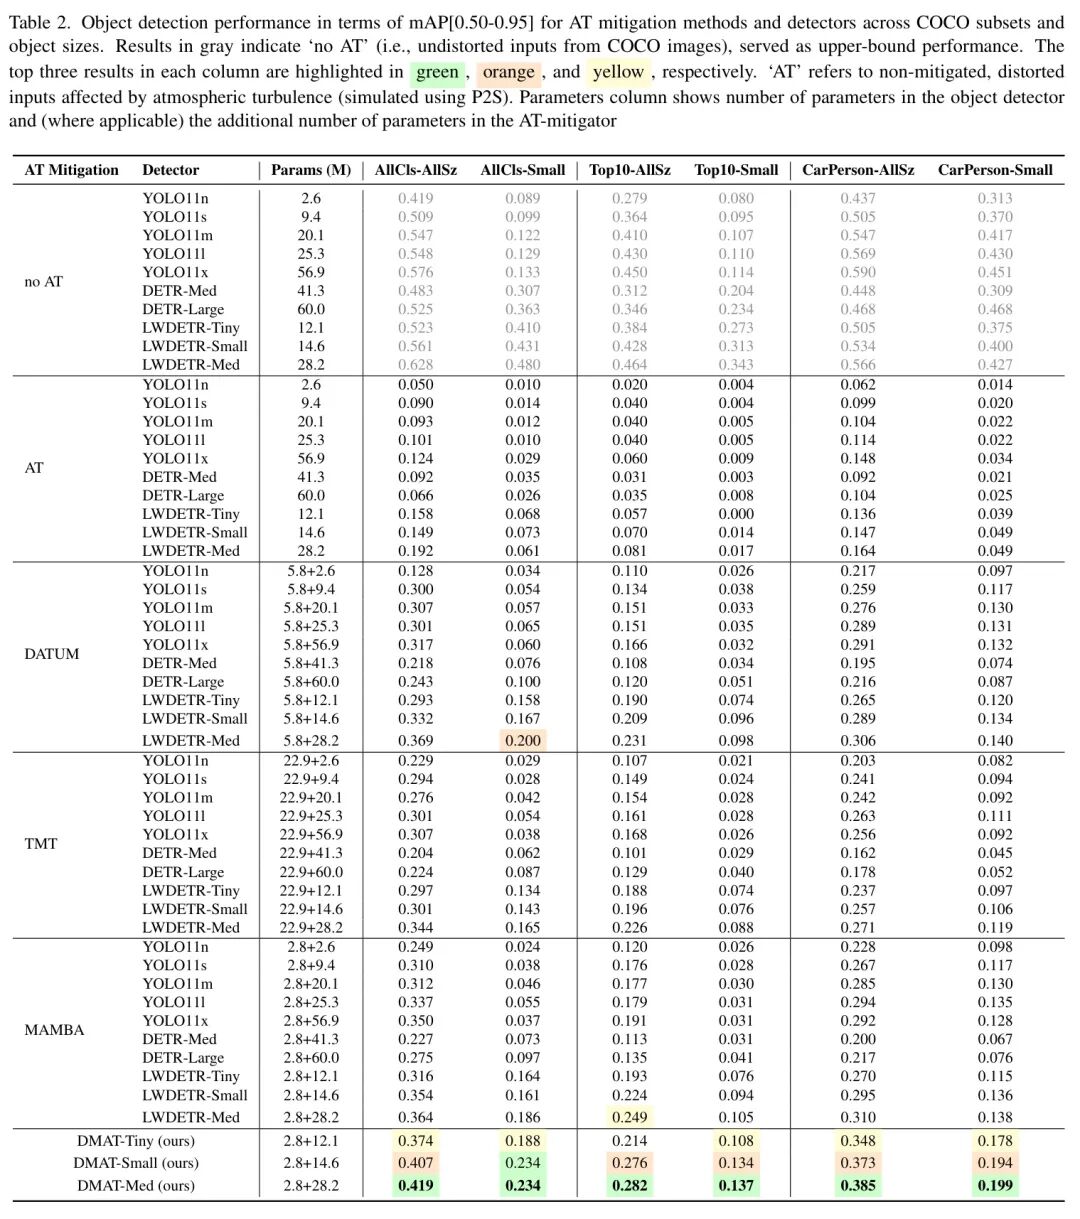 Table 2. Object detection performance in terms of mAP[0.50-0.95] for AT mitigation methods and detectors across COCO subsets and
object sizes. Results in gray indicate ‘no AT’ (i.e., undistorted inputs from COCO images), served as upper-bound performance. The
top three results in each column are highlighted in green , orange , and yellow , respectively. ‘AT’ refers to non-mitigated, distorted
inputs affected by atmospheric turbulence (simulated using P2S). Parameters column shows number of parameters in the object detector
and (where applicable) the additional number of parameters in the AT-mitigator
AT Mitigation Detector Params (M) AllCls-AllSz AllCls-Small Top10-AllSz Top10-Small CarPerson-AllSz CarPerson-Small
YOLO11n 2.6 0.419 0.089 0.279 0.080 0.437 0.313
YOLO11s 9.4 0.509 0.099 0.364 0.095 0.505 0.370
YOLO11m 20.1 0.547 0.122 0.410 0.107 0.547 0.417
YOLO11l 25.3 0.548 0.129 0.430 0.110 0.569 0.430
YOLO11x 56.9 0.576 0.133 0.450 0.114 0.590 0.451
no AT
DETR-Med 41.3 0.483 0.307 0.312 0.204 0.448 0.309
DETR-Large 60.0 0.525 0.363 0.346 0.234 0.468 0.468
LWDETR-Tiny 12.1 0.523 0.410 0.384 0.273 0.505 0.375
LWDETR-Small 14.6 0.561 0.431 0.428 0.313 0.534 0.400
LWDETR-Med 28.2 0.628 0.480 0.464 0.343 0.566 0.427
YOLO11n 2.6 0.050 0.010 0.020 0.004 0.062 0.014
YOLO11s 9.4 0.090 0.014 0.040 0.004 0.099 0.020
YOLO11m 20.1 0.093 0.012 0.040 0.005 0.104 0.022
YOLO11l 25.3 0.101 0.010 0.040 0.005 0.114 0.022
YOLO11x 56.9 0.124 0.029 0.060 0.009 0.148 0.034
AT
DETR-Med 41.3 0.092 0.035 0.031 0.003 0.092 0.021
DETR-Large 60.0 0.066 0.026 0.035 0.008 0.104 0.025
LWDETR-Tiny 12.1 0.158 0.068 0.057 0.000 0.136 0.039
LWDETR-Small 14.6 0.149 0.073 0.070 0.014 0.147 0.049
LWDETR-Med 28.2 0.192 0.061 0.081 0.017 0.164 0.049
YOLO11n 5.8+2.6 0.128 0.034 0.110 0.026 0.217 0.097
YOLO11s 5.8+9.4 0.300 0.054 0.134 0.038 0.259 0.117
YOLO11m 5.8+20.1 0.307 0.057 0.151 0.033 0.276 0.130
YOLO11l 5.8+25.3 0.301 0.065 0.151 0.035 0.289 0.131
YOLO11x 5.8+56.9 0.317 0.060 0.166 0.032 0.291 0.132
DATUM
DETR-Med 5.8+41.3 0.218 0.076 0.108 0.034 0.195 0.074
DETR-Large 5.8+60.0 0.243 0.100 0.120 0.051 0.216 0.087
LWDETR-Tiny 5.8+12.1 0.293 0.158 0.190 0.074 0.265 0.120
LWDETR-Small 5.8+14.6 0.332 0.167 0.209 0.096 0.289 0.134
LWDETR-Med 5.8+28.2 0.369 0.200 0.231 0.098 0.306 0.140
YOLO11n 22.9+2.6 0.229 0.029 0.107 0.021 0.203 0.082
YOLO11s 22.9+9.4 0.294 0.028 0.149 0.024 0.241 0.094
YOLO11m 22.9+20.1 0.276 0.042 0.154 0.028 0.242 0.092
YOLO11l 22.9+25.3 0.301 0.054 0.161 0.028 0.263 0.111
YOLO11x 22.9+56.9 0.307 0.038 0.168 0.026 0.256 0.092
TMT
DETR-Med 22.9+41.3 0.204 0.062 0.101 0.029 0.162 0.045
DETR-Large 22.9+60.0 0.224 0.087 0.129 0.040 0.178 0.052
LWDETR-Tiny 22.9+12.1 0.297 0.134 0.188 0.074 0.237 0.097
LWDETR-Small 22.9+14.6 0.301 0.143 0.196 0.076 0.257 0.106
LWDETR-Med 22.9+28.2 0.344 0.165 0.226 0.088 0.271 0.119
YOLO11n 2.8+2.6 0.249 0.024 0.120 0.026 0.228 0.098
YOLO11s 2.8+9.4 0.310 0.038 0.176 0.028 0.267 0.117
YOLO11m 2.8+20.1 0.312 0.046 0.177 0.030 0.285 0.130
YOLO11l 2.8+25.3 0.337 0.055 0.179 0.031 0.294 0.135
YOLO11x 2.8+56.9 0.350 0.037 0.191 0.031 0.292 0.128
MAMBA
DETR-Med 2.8+41.3 0.227 0.073 0.113 0.031 0.200 0.067
DETR-Large 2.8+60.0 0.275 0.097 0.135 0.041 0.217 0.076
LWDETR-Tiny 2.8+12.1 0.316 0.164 0.193 0.076 0.270 0.115
LWDETR-Small 2.8+14.6 0.354 0.161 0.224 0.094 0.295 0.136
LWDETR-Med 2.8+28.2 0.364 0.186 0.249 0.105 0.310 0.138
DMAT-Tiny (ours) 2.8+12.1 0.374 0.188 0.214 0.108 0.348 0.178
DMAT-Small (ours) 2.8+14.6 0.407 0.234 0.276 0.134 0.373 0.194
DMAT-Med (ours) 2.8+28.2 0.419 0.234 0.282 0.137 0.385 0.199